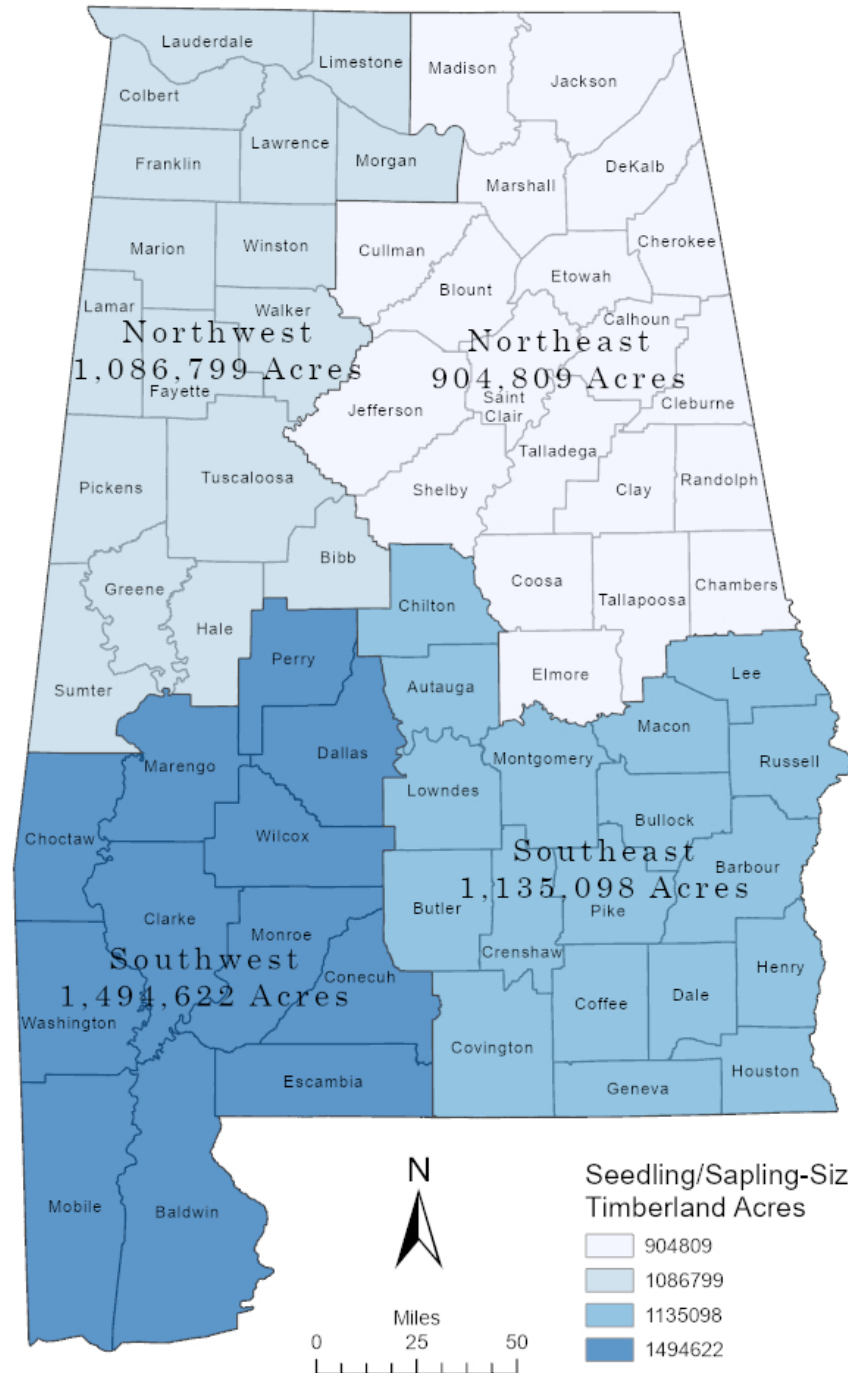 Lauderdale
Limestone
Madison
Jackson
Colbert
Lawrence
Franklin
Morgan
DeKalb
Marshall
Marion
Winston
Cullman
Cherokee
Etowah
Blount
Lamar
Walker
Calhoun
Northwest
1,086,799 Acres
Northeast
904,809 Acres
Fayette
Saint
Clair
Jefferson
Cleburne
Talladega
Tuscaloosa
Pickens
Shelby
Clay
Randolph
Bibb
Greene
Coosa
Chambers
Chilton
Tallapoosa
Hale
Perry
Elmore
Lee
Sumter
Autauga
Macon
Dallas
Montgomery
Marengo
Russell
Lowndes
Bullock
Choctaw
Wilcox
Southeast
1,135,098 Acres
Barbour
Butler
Pike
Clarke
Monroe
Crenshaw
Southwest
1,494,622 Acres
Conecuh
Henry
Washington
Coffee
Dale
Covington
Escambia
Geneva
Houston
Mobile
Baldwin
N
Miles
0 25 50
Seedling/Sapling-Siz
Timberland Acres
904809
1086799
1135098
1494622